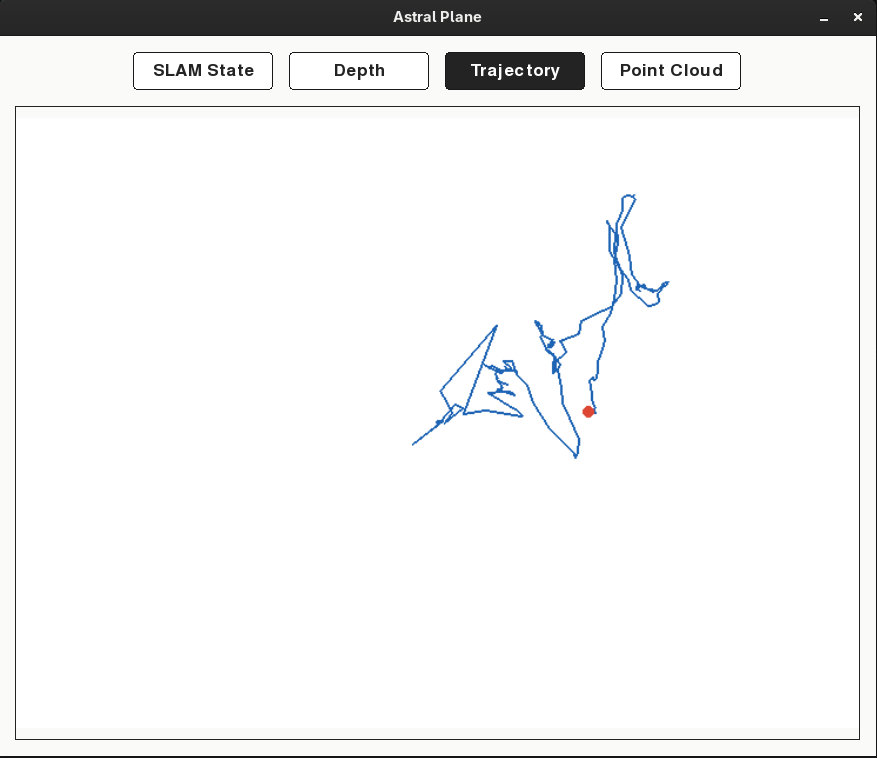 Astral Plane
SLAM State
Depth
Trajectory
Point Cloud